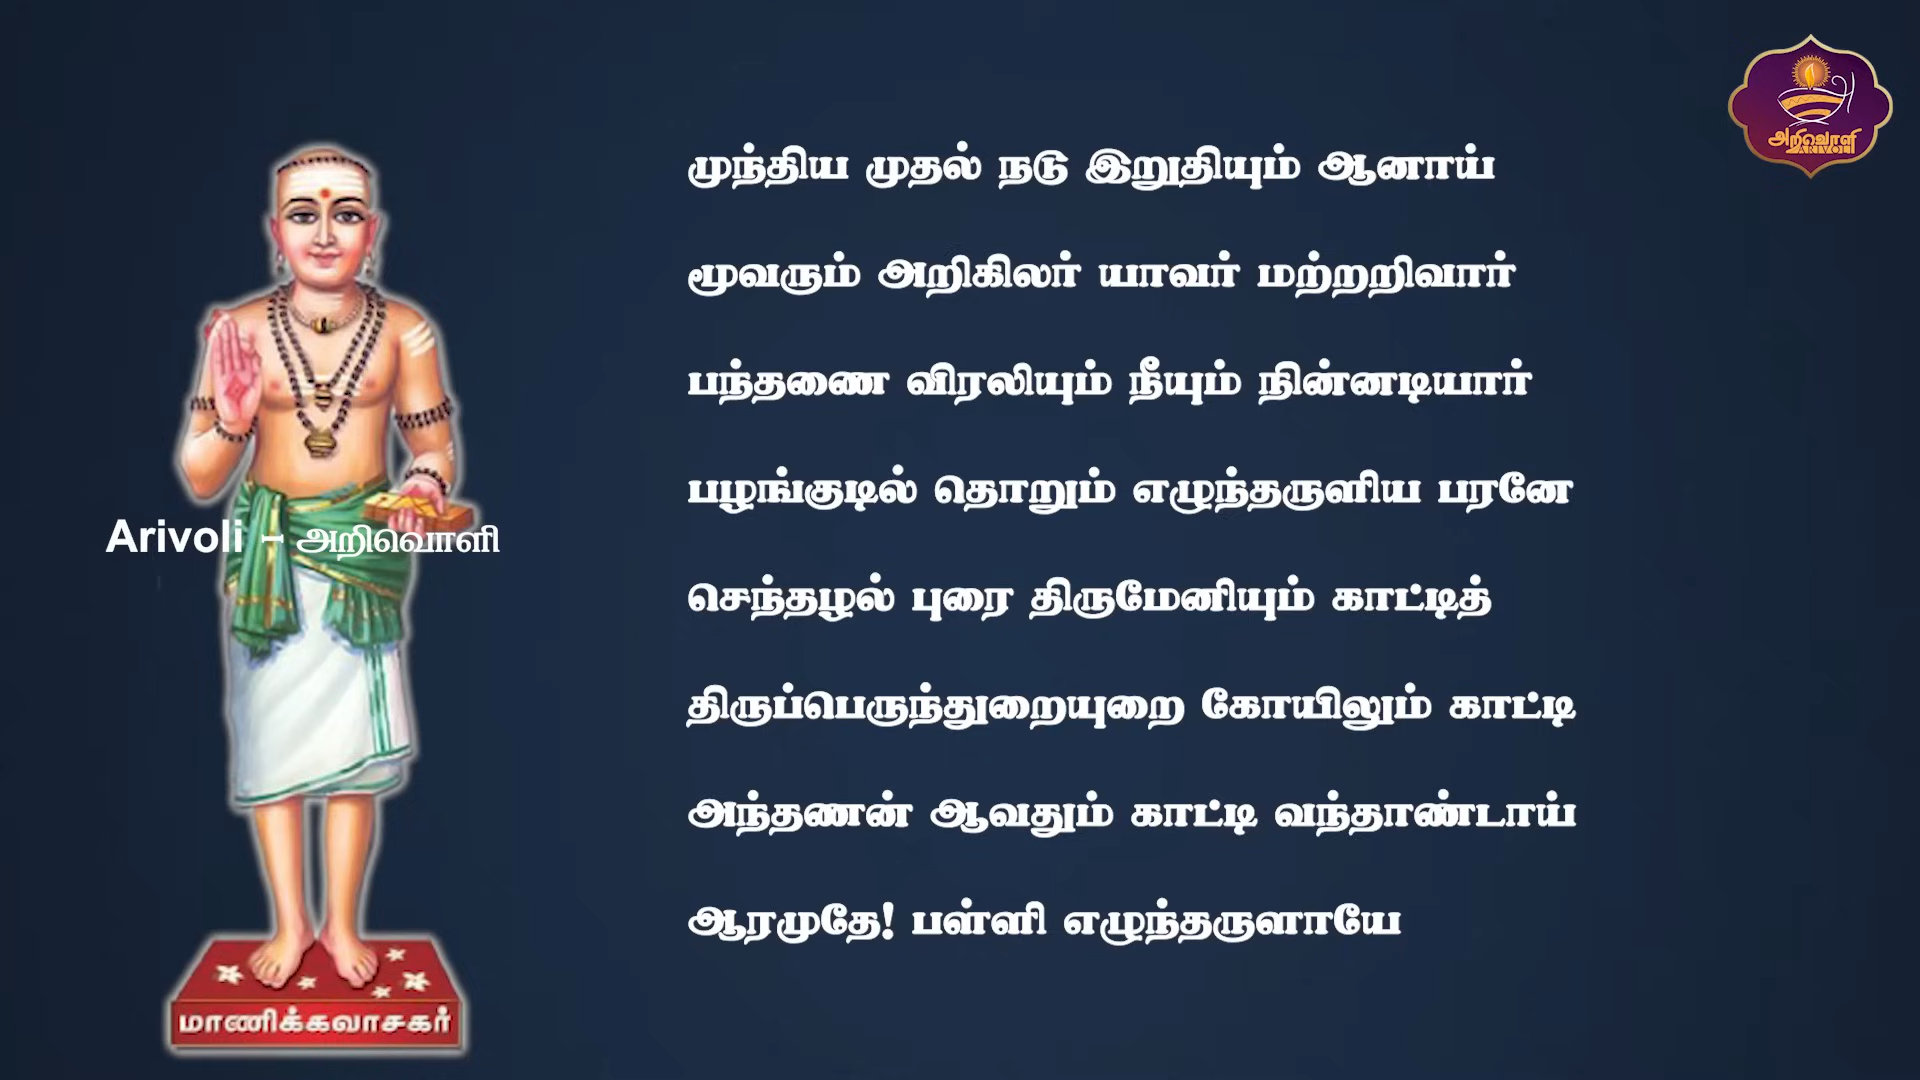 அறிவொளி
ARIVOLI
முந்திய முதல் நடு இறுதியும் ஆனாய்
மூவரும் அறிகிலர் யாவர் மற்றறிவார்
பந்தணை விரலியும் நீயும் நின்னடியார்
பழங்குடில் தொறும் எழுந்தருளிய பரனே
செந்தழல் புரை திருமேனியும் காட்டித்
திருப்பெருந்துறையுறை கோயிலும் காட்டி
அந்தணன் ஆவதும் காட்டி வந்தாண்டாய்
ஆரமுதே! பள்ளி எழுந்தருளாயே
Arivoli - அறிவொளி
மாணிக்கவாசகர்